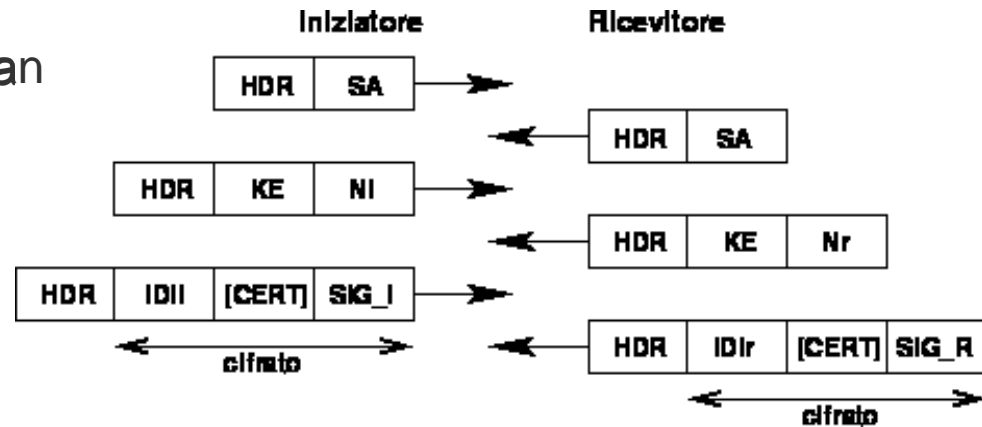 Iniziatore Ricevitore
an
HDR SA
HDR SA
HDR KE Ni
HDR KE Nr
HDR IDii [CERT] SIG_I
cifrato
HDR IDir [CERT] SIG_R
cifrato